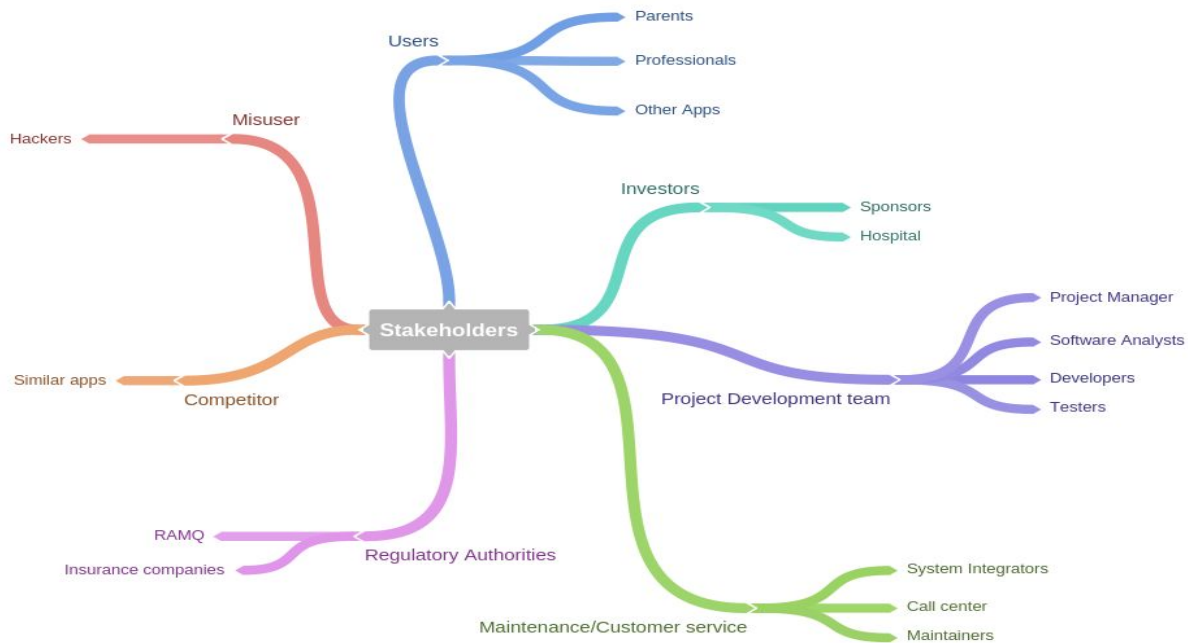 Users
Parents
Professionals
Other Apps
Misuser
Hackers
Investors
Sponsors
Hospital
Stakeholders
Project Development team
Project Manager
Software Analysts
Developers
Testers
Similar apps
Competitor
RAMQ
Insurance companies
Regulatory Authorities
Maintenance/Customer service
System Integrators
Call center
Maintainers